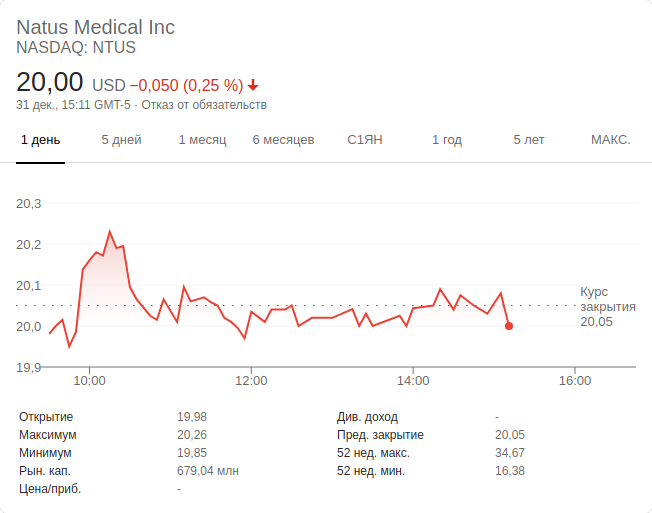 Natus Medical Inc
NASDAQ: NTUS
20,00 USD −0,050 (0,25 %)
31 дек., 15:11 GMT-5 · Отказ от обязательств
1 день 5 дней 1 месяц 6 месяцев С1ЯН 1 год 5 лет МАКС.
20,3
20,2
20,1
20,0
19,9
Курс
закрытия
20,05
10:00 12:00 14:00 16:00
Открытие 19,98 Див. доход -
Максимум 20,26 Пред. закрытие 20,05
Минимум 19,85 52 нед. макс. 34,67
Рын. кап. 679,04 млн 52 нед. мин. 16,38
Цена/приб. -